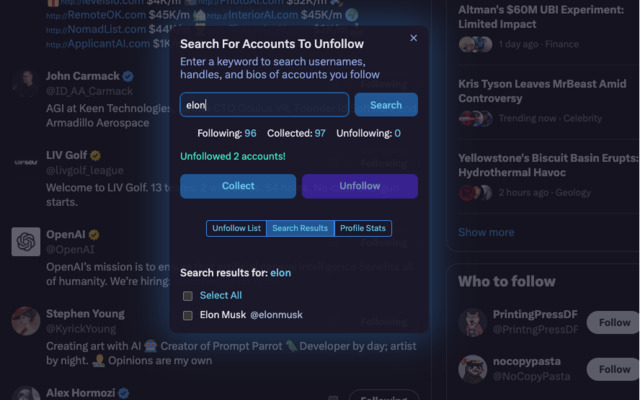 http://levelsio.com $4K/m http://PhotoAI.com $52K/m
http://RemoteOK.com $45K/m http://InteriorAI.com $45K/m
http://NomadList.com $44K
http://ApplicantAI.com $1K
John Carmack
@ID_AA_Carmack
AGI at Keen Technologies
Armadillo Aerospace
LIV Golf
@livgolf_league
Welcome to LIV Golf. 13 t
starts.
OpenAI
@OpenAI
OpenAI's mission is to en
of humanity. We're hiring
Stephen Young
@KyrickYoung
Creating art with AI Creator of Prompt Parrot Developer by day; artist
by night. Opinions are my own
Alex Hormozi
Following
Search For Accounts To Unfollow
Enter a keyword to search usernames,
handles, and bios of accounts you follow
elon
Search
Following: 96 Collected: 97 Unfollowing: 0
Unfollowed 2 accounts!
Collect
Unfollow
Unfollow List
Search Results
Profile Stats
Search results for: elon
Select All
Elon Musk @elonmusk
Altman's $60M UBI Experiment:
Limited Impact
1 day ago · Finance
Kris Tyson Leaves MrBeast Amid
Controversy
Trending now · Celebrity
Yellowstone's Biscuit Basin Erupts:
Hydrothermal Havoc
2 hours ago · Geology
Show more
Who to follow
PrintingPressDF
@PrintngPressDF
Follow
nocopypasta
@NoCopyPasta
Follow